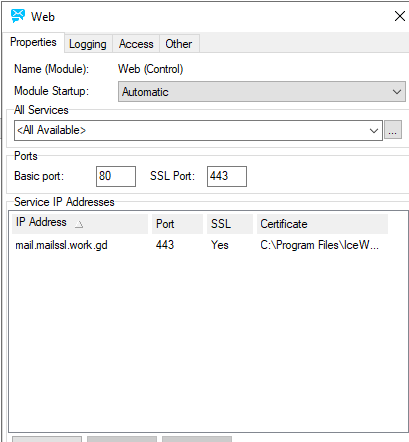 Web
Properties Logging Access Other
Name (Module): Web (Control)
Module Startup: Automatic
All Services
<All Available> ...
Ports
Basic port: 80 SSL Port: 443
Service IP Addresses
IP Address Port SSL Certificate
mail.mailssl.work.gd 443 Yes C:\Program Files\IceW...